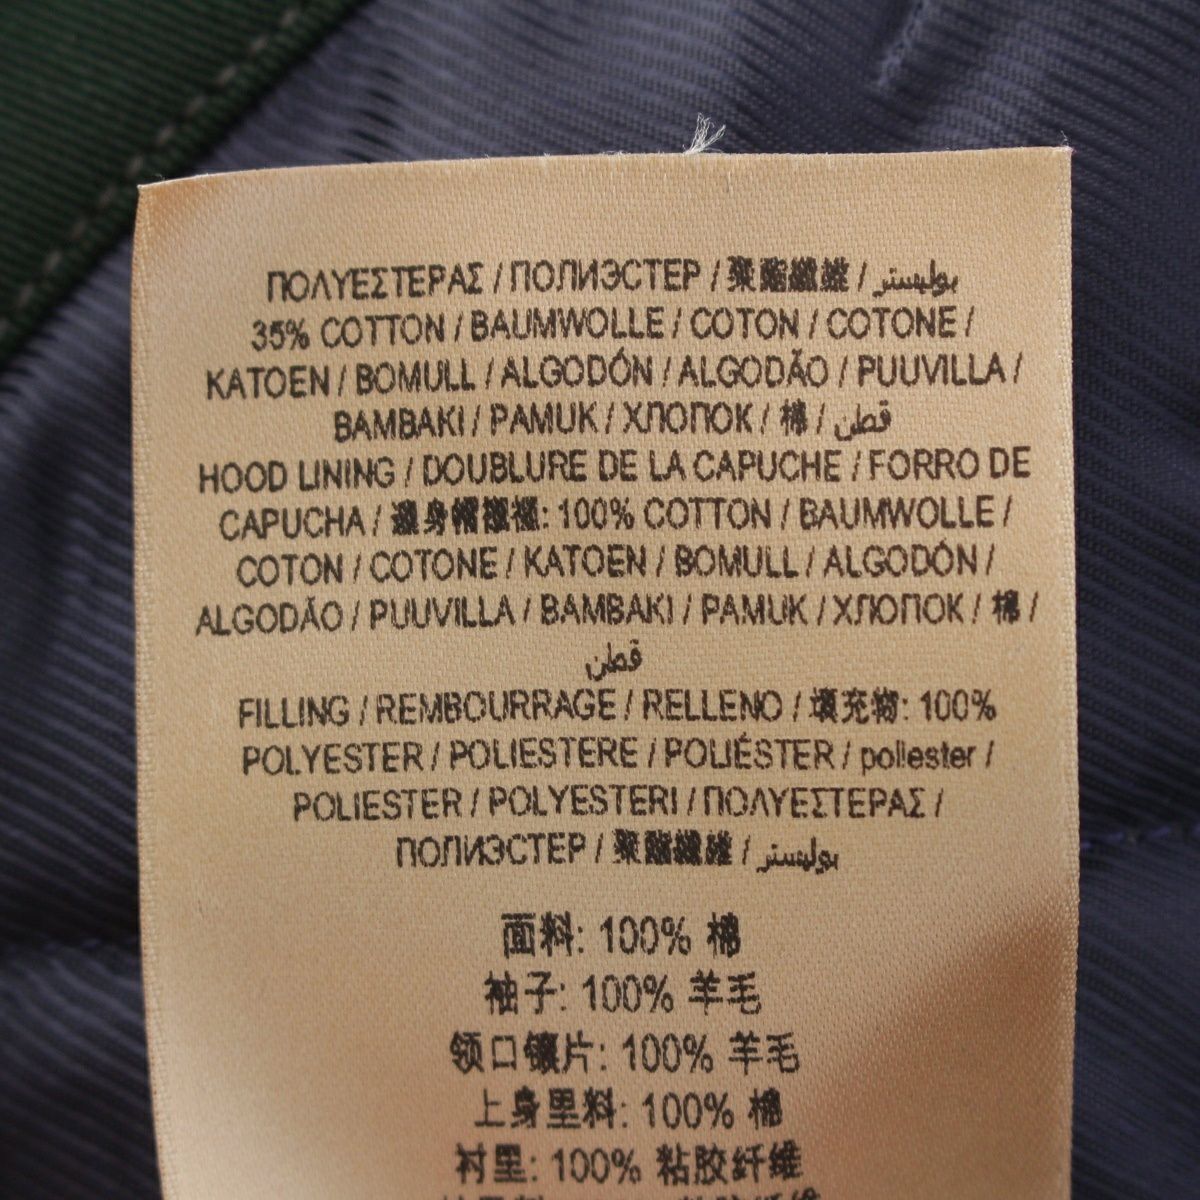 ΠΟΛΥΕΣΤΕΡΑΣ / ПОЛИЭСТЕР / 聚酯纖維 / بوليستر
35% COTTON / BAUMWOLLE / COTON / COTONE /
KATOEN / BOMULL / ALGODÓN / ALGODÃO / PUUVILLA /
BAMBAKI / PAMUK / ХЛОПОК / 棉 / قطن
HOOD LINING / DOUBLURE DE LA CAPUCHE / FORRO DE
CAPUCHA / 連身帽襯裡: 100% COTTON / BAUMWOLLE /
COTON / COTONE / KATOEN / BOMULL / ALGODÓN /
ALGODÃO / PUUVILLA / BAMBAKI / PAMUK / ХЛОПОК / 棉 /
قطن
FILLING / REMBOURRAGE / RELLENO / 填充物: 100%
POLYESTER / POLIESTERE / POLIÉSTER / poliester /
POLIESTER / POLYESTERI / ΠΟΛΥΕΣΤΕΡΑΣ /
ПОЛИЭСТЕР / 聚酯纖維 / بوليستر
面料: 100% 棉
袖子: 100% 羊毛
领口镶片: 100% 羊毛
上身里料: 100% 棉
衬里: 100% 粘胶纤维